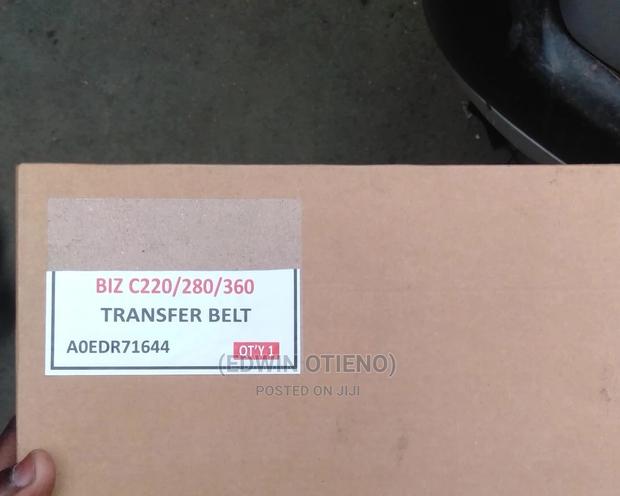 BIZ C220/280/360
TRANSFER BELT
A0EDR71644 QT'Y 1
(EDWIN OTIENO)
POSTED ON JIJI